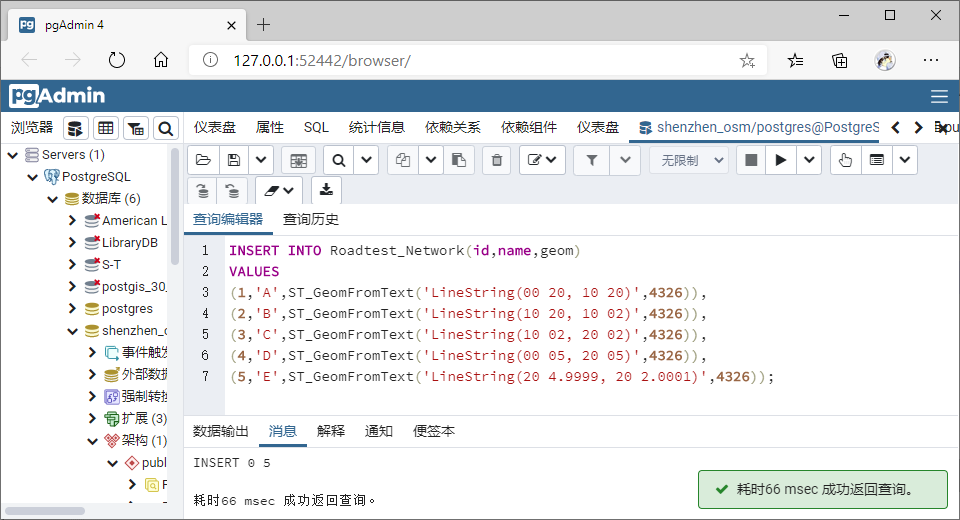 pgAdmin 4
127.0.0.1:52442/browser/
pgAdmin
浏览器
仪表盘 属性 SQL 统计信息 依赖关系 依赖组件 仪表盘 shenzhen_osm/postgres@PostgreS
Servers (1)
PostgreSQL
数据库 (6)
American L
LibraryDB
S-T
postgis_30_
postgres
shenzhen_o
事件触发
外部数据
强制转换
扩展 (3)
架构 (1)
publ
无限制
查询编辑器 查询历史
1 INSERT INTO Roadtest_Network(id,name,geom)
2 VALUES
3 (1,'A',ST_GeomFromText('LineString(00 20, 10 20)',4326)),
4 (2,'B',ST_GeomFromText('LineString(10 20, 10 02)',4326)),
5 (3,'C',ST_GeomFromText('LineString(10 02, 20 02)',4326)),
6 (4,'D',ST_GeomFromText('LineString(00 05, 20 05)',4326)),
7 (5,'E',ST_GeomFromText('LineString(20 4.9999, 20 2.0001)',4326));
数据输出 消息 解释 通知 便签本
INSERT 0 5
耗时66 msec 成功返回查询。
耗时66 msec 成功返回查询。